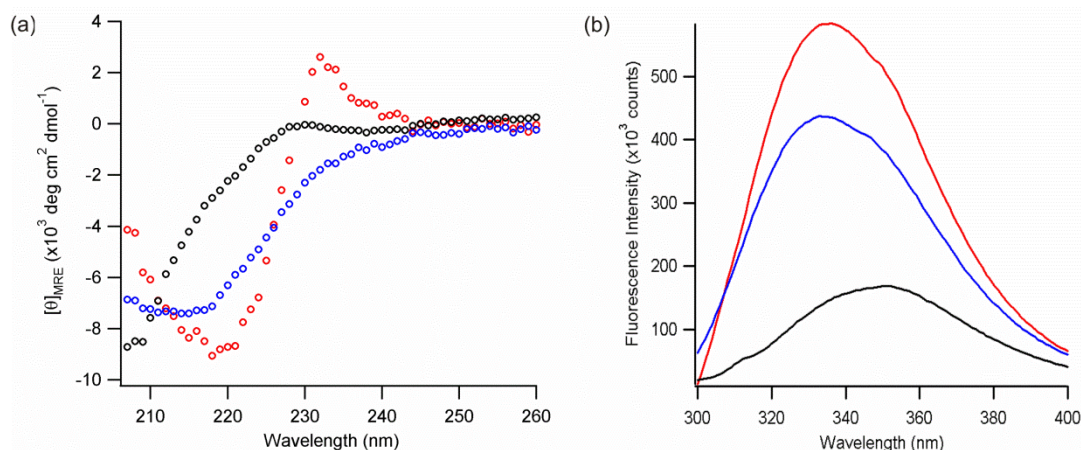 (a)
4
2
0
-2
-4
-6
-8
-10
[θ]MRE (x10³ deg cm² dmol⁻¹)
210 220 230 240 250 260
Wavelength (nm)
(b)
500
400
300
200
100
Fluorescence Intensity (x10³ counts)
300 320 340 360 380 400
Wavelength (nm)